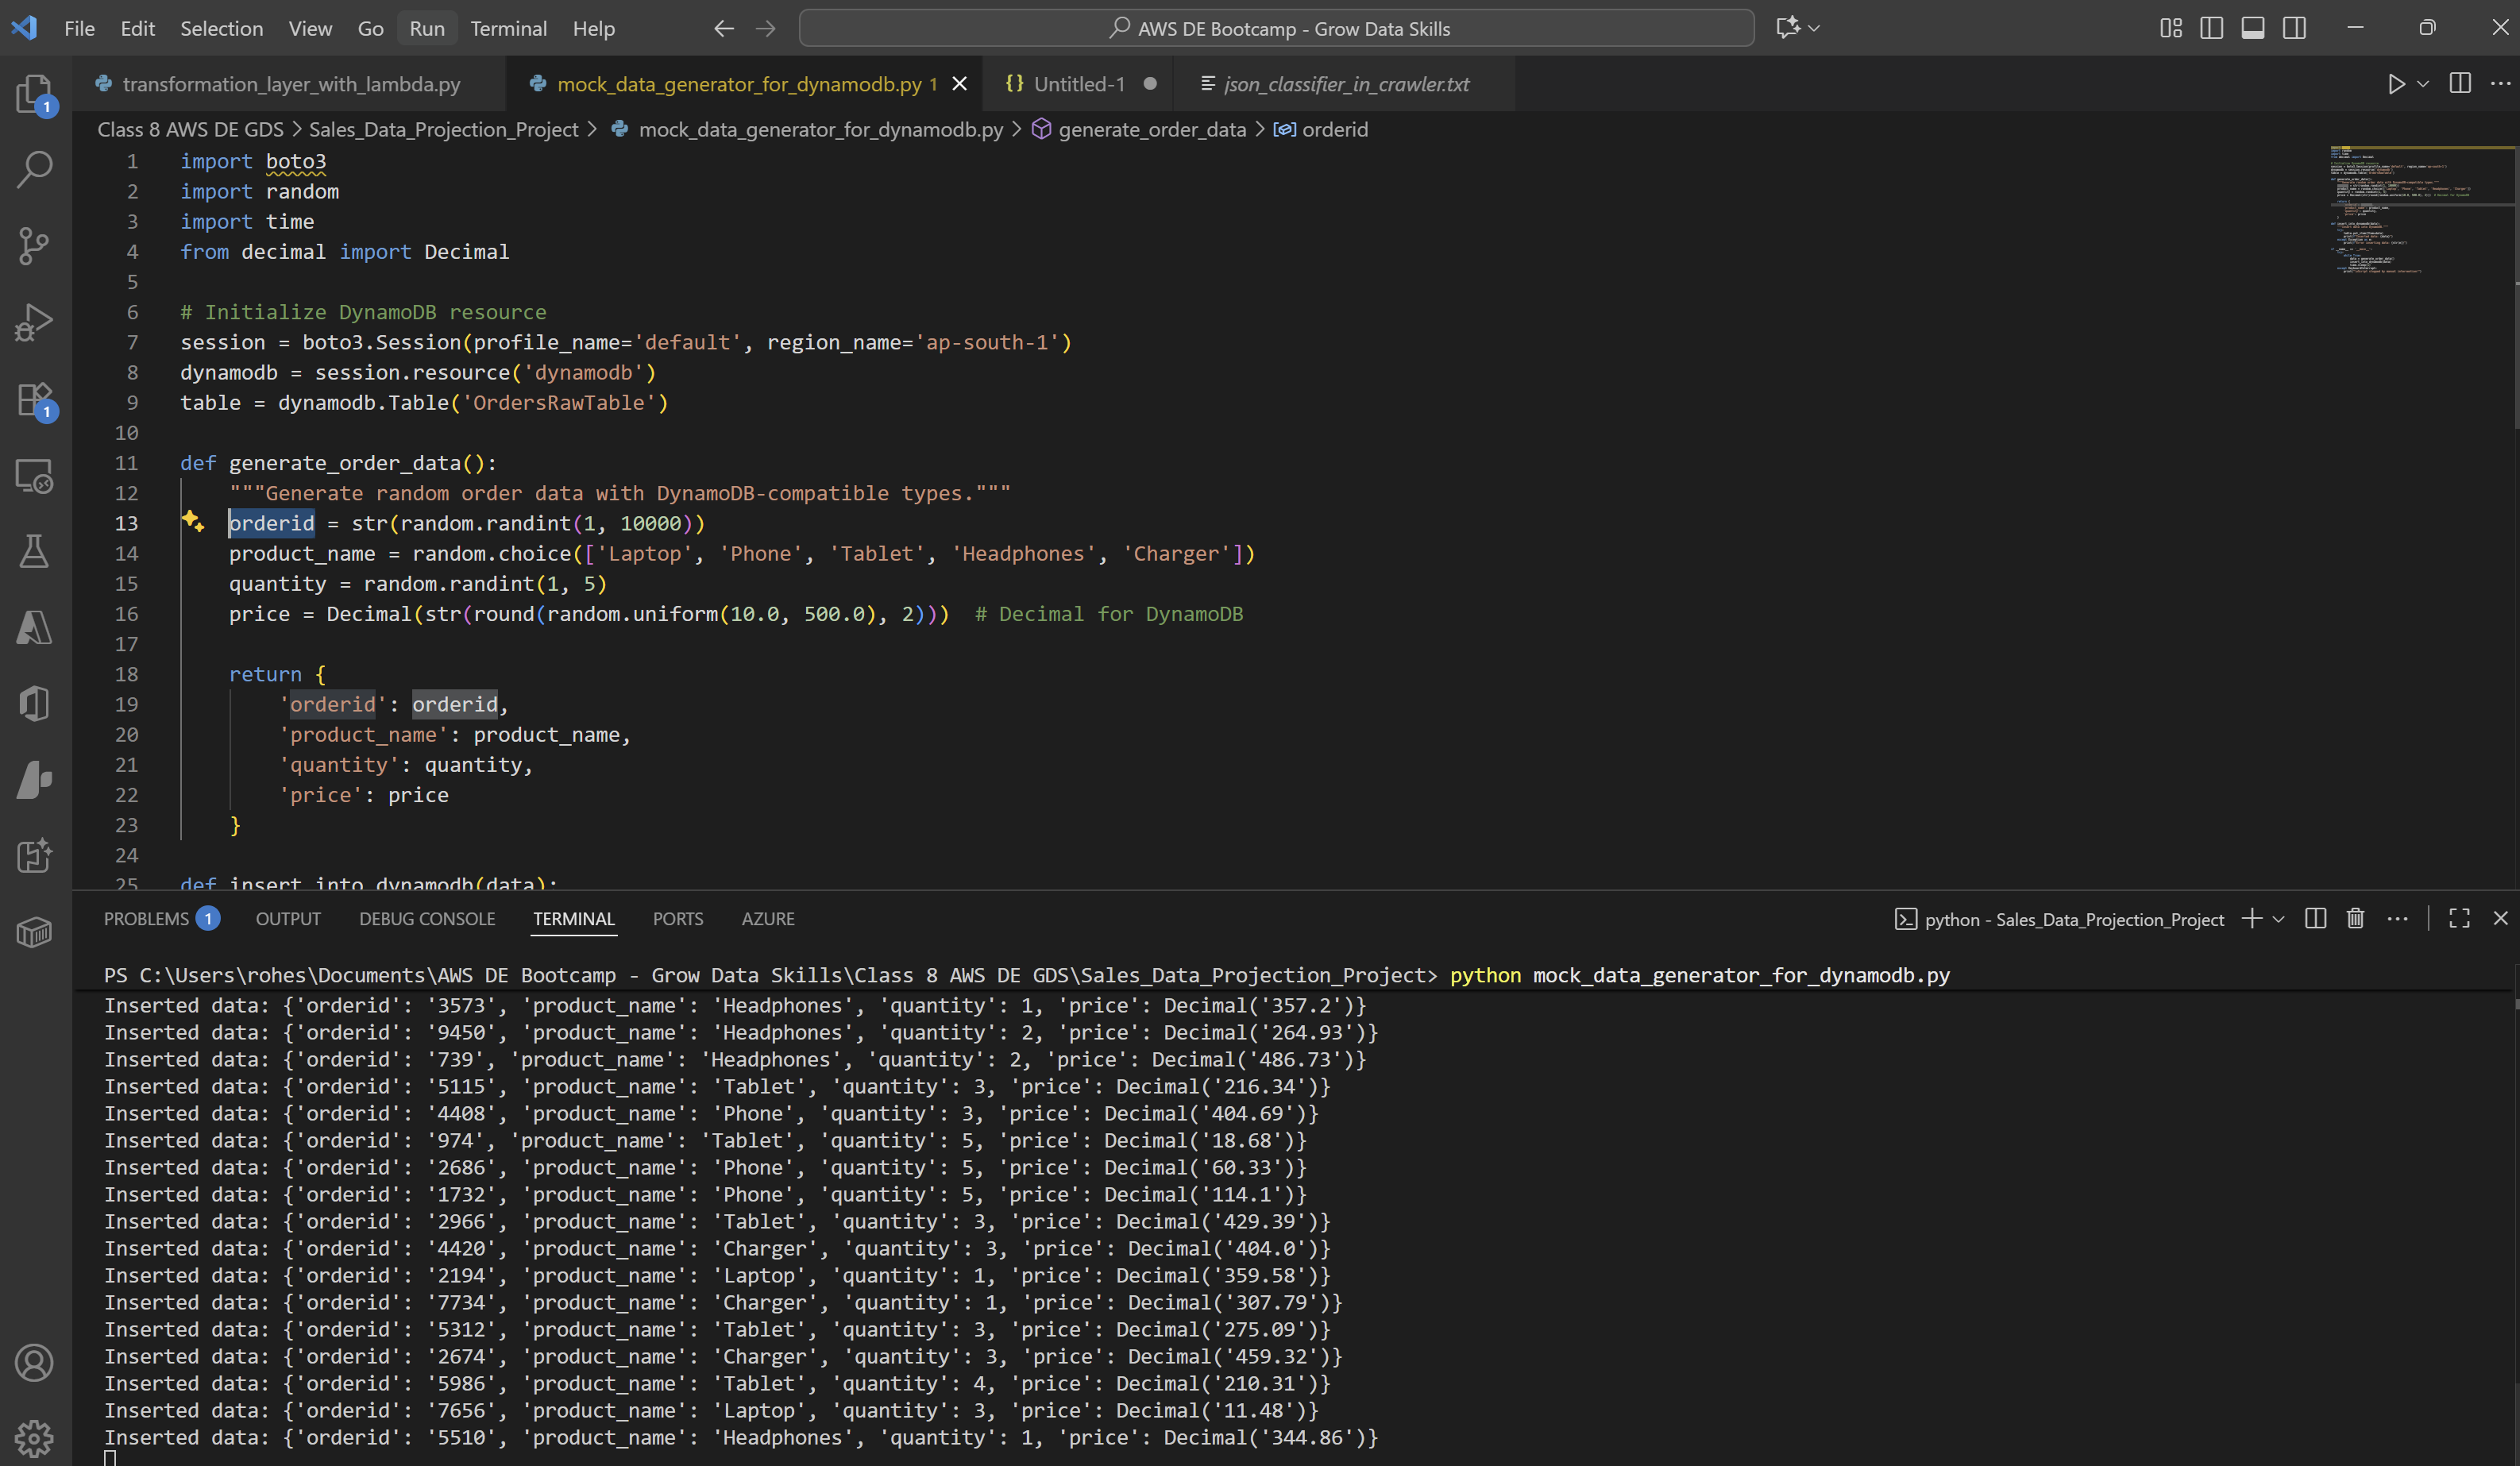 File Edit Selection View Go Run Terminal Help AWS DE Bootcamp - Grow Data Skills
1
transformation_layer_with_lambda.py mock_data_generator_for_dynamodb.py 1 {} Untitled-1 json_classifier_in_crawler.txt
Class 8 AWS DE GDS > Sales_Data_Projection_Project > mock_data_generator_for_dynamodb.py > generate_order_data > orderid
1 import boto3
2 import random
3 import time
4 from decimal import Decimal
5
6 # Initialize DynamoDB resource
7 session = boto3.Session(profile_name='default', region_name='ap-south-1')
8 dynamodb = session.resource('dynamodb')
9 table = dynamodb.Table('OrdersRawTable')
1
10
11 def generate_order_data():
12 """Generate random order data with DynamoDB-compatible types."""
13 orderid = str(random.randint(1, 10000))
14 product_name = random.choice(['Laptop', 'Phone', 'Tablet', 'Headphones', 'Charger'])
15 quantity = random.randint(1, 5)
16 price = Decimal(str(round(random.uniform(10.0, 500.0), 2))) # Decimal for DynamoDB
17
18 return {
19 'orderid': orderid,
20 'product_name': product_name,
21 'quantity': quantity,
22 'price': price
23 }
24
25 def insert_into_dynamodb(data):
PROBLEMS 1 OUTPUT DEBUG CONSOLE TERMINAL PORTS AZURE python - Sales_Data_Projection_Project
PS C:\Users\rohes\Documents\AWS DE Bootcamp - Grow Data Skills\Class 8 AWS DE GDS\Sales_Data_Projection_Project> python mock_data_generator_for_dynamodb.py
Inserted data: {'orderid': '3573', 'product_name': 'Headphones', 'quantity': 1, 'price': Decimal('357.2')}
Inserted data: {'orderid': '9450', 'product_name': 'Headphones', 'quantity': 2, 'price': Decimal('264.93')}
Inserted data: {'orderid': '739', 'product_name': 'Headphones', 'quantity': 2, 'price': Decimal('486.73')}
Inserted data: {'orderid': '5115', 'product_name': 'Tablet', 'quantity': 3, 'price': Decimal('216.34')}
Inserted data: {'orderid': '4408', 'product_name': 'Phone', 'quantity': 3, 'price': Decimal('404.69')}
Inserted data: {'orderid': '974', 'product_name': 'Tablet', 'quantity': 5, 'price': Decimal('18.68')}
Inserted data: {'orderid': '2686', 'product_name': 'Phone', 'quantity': 5, 'price': Decimal('60.33')}
Inserted data: {'orderid': '1732', 'product_name': 'Phone', 'quantity': 5, 'price': Decimal('114.1')}
Inserted data: {'orderid': '2966', 'product_name': 'Tablet', 'quantity': 3, 'price': Decimal('429.39')}
Inserted data: {'orderid': '4420', 'product_name': 'Charger', 'quantity': 3, 'price': Decimal('404.0')}
Inserted data: {'orderid': '2194', 'product_name': 'Laptop', 'quantity': 1, 'price': Decimal('359.58')}
Inserted data: {'orderid': '7734', 'product_name': 'Charger', 'quantity': 1, 'price': Decimal('307.79')}
Inserted data: {'orderid': '5312', 'product_name': 'Tablet', 'quantity': 3, 'price': Decimal('275.09')}
Inserted data: {'orderid': '2674', 'product_name': 'Charger', 'quantity': 3, 'price': Decimal('459.32')}
Inserted data: {'orderid': '5986', 'product_name': 'Tablet', 'quantity': 4, 'price': Decimal('210.31')}
Inserted data: {'orderid': '7656', 'product_name': 'Laptop', 'quantity': 3, 'price': Decimal('11.48')}
Inserted data: {'orderid': '5510', 'product_name': 'Headphones', 'quantity': 1, 'price': Decimal('344.86')}